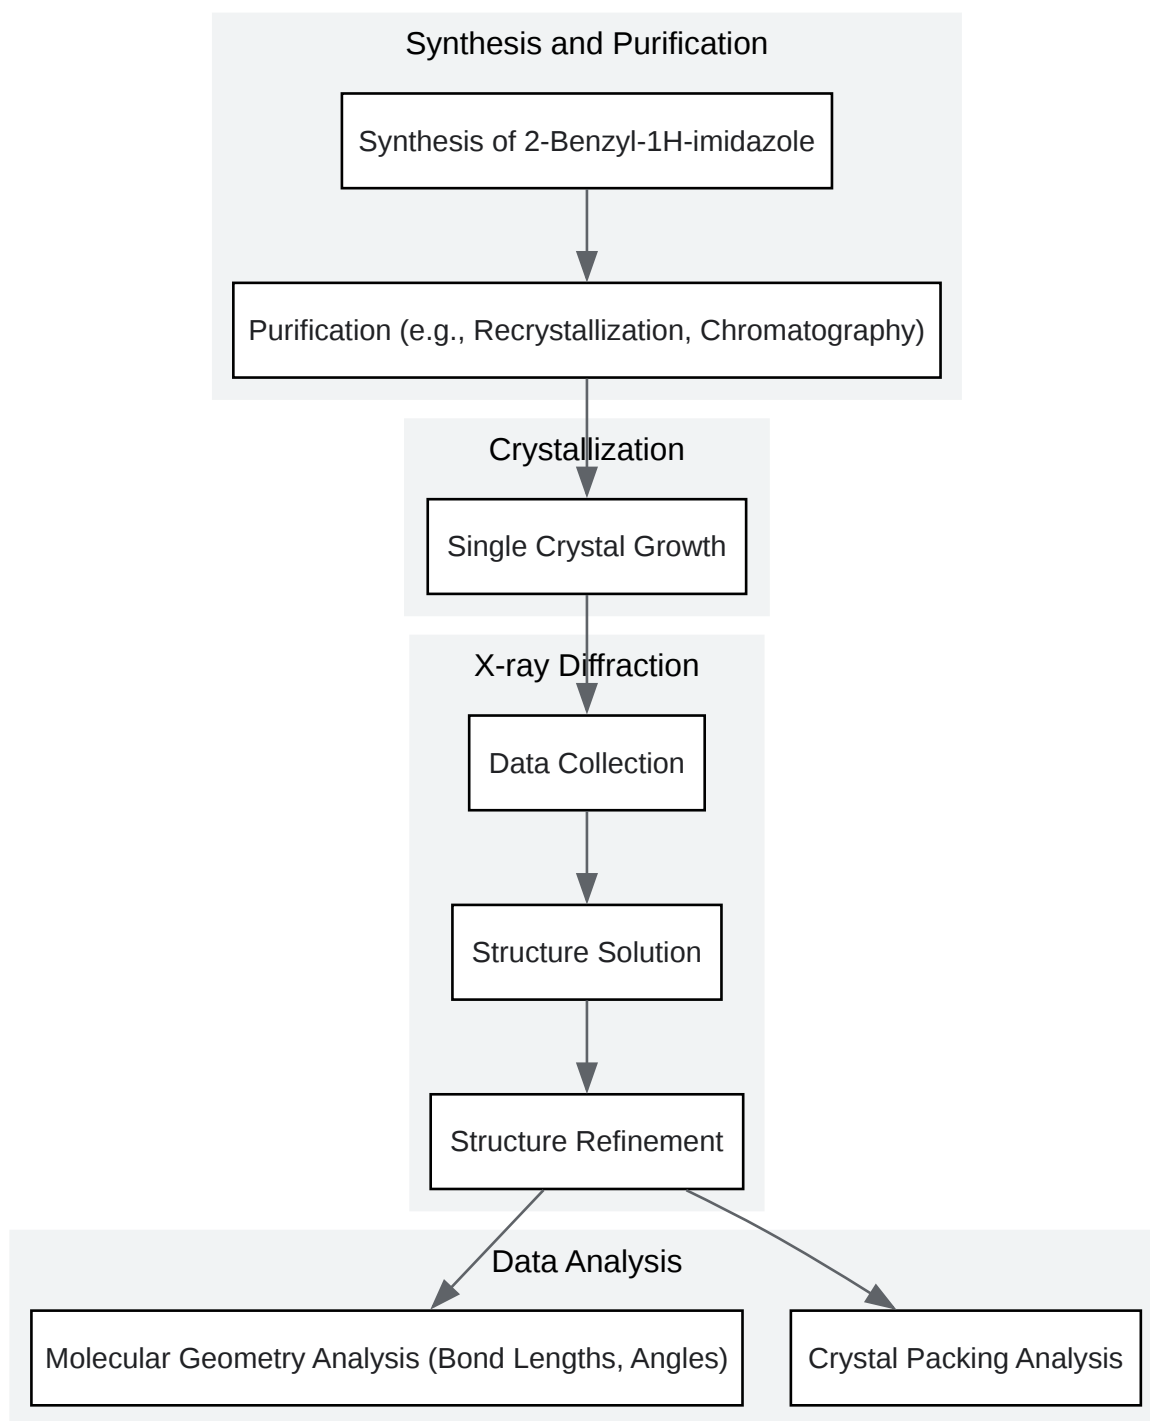 Synthesis and Purification
Synthesis of 2-Benzyl-1H-imidazole
Purification (e.g., Recrystallization, Chromatography)
Crystallization
Single Crystal Growth
X-ray Diffraction
Data Collection
Structure Solution
Structure Refinement
Data Analysis
Molecular Geometry Analysis (Bond Lengths, Angles)
Crystal Packing Analysis